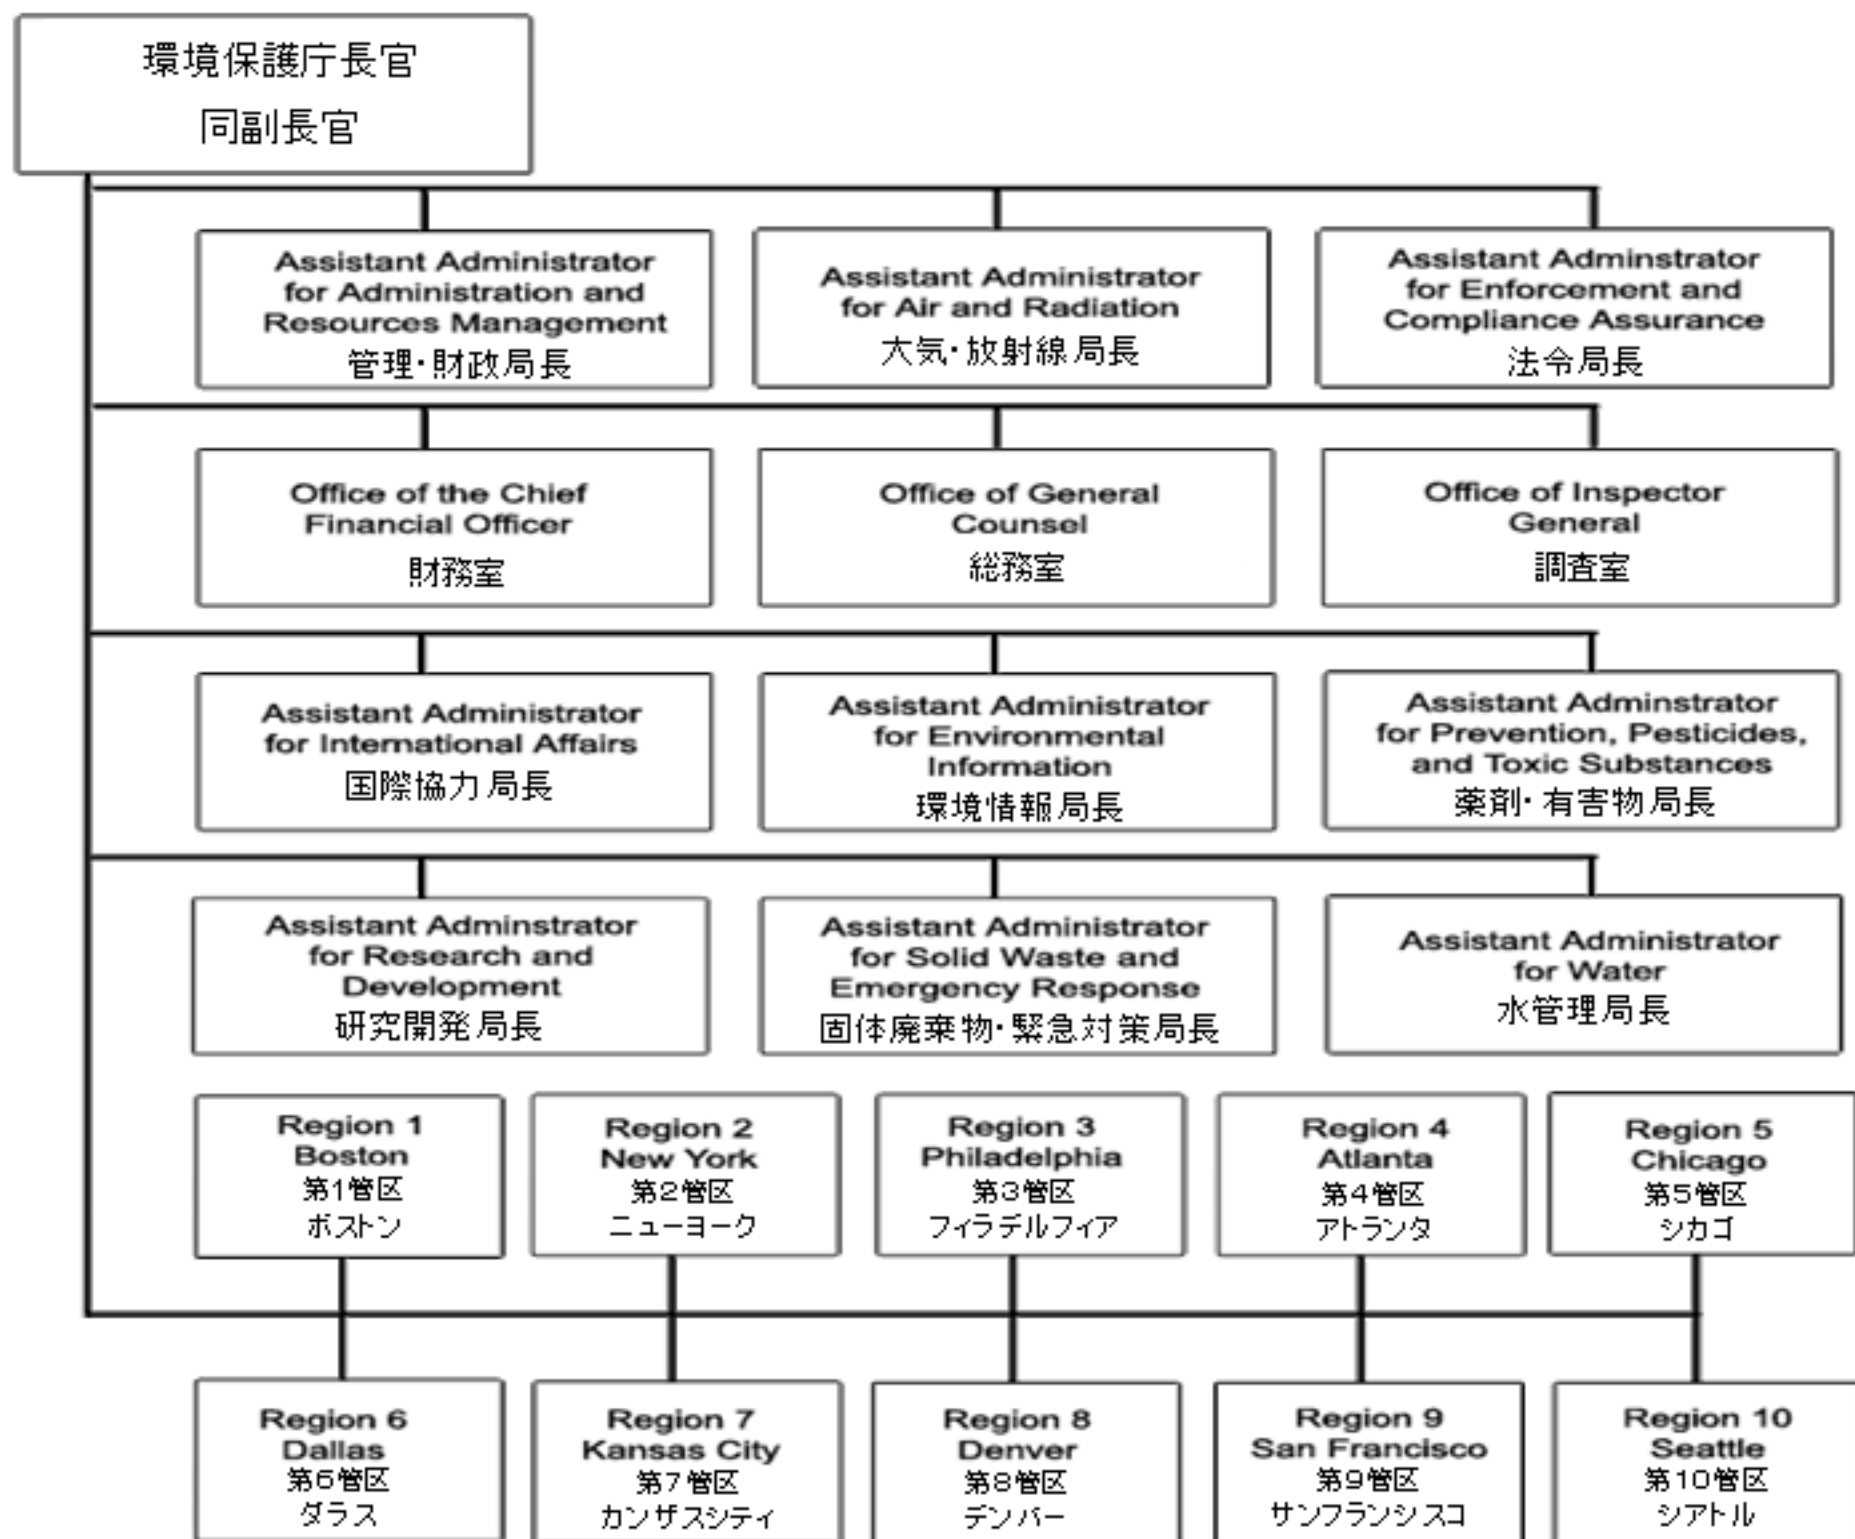 環境保護庁長官
同副長官
Assistant Administrator
for Administration and
Resources Management
管理・財政局長
Assistant Administrator
for Air and Radiation
大気・放射線局長
Assistant Adminstrator
for Enforcement and
Compliance Assurance
法令局長
Office of the Chief
Financial Officer
財務室
Office of General
Counsel
総務室
Office of Inspector
General
調査室
Assistant Administrator
for International Affairs
国際協力局長
Assistant Administrator
for Environmental
Information
環境情報局長
Assistant Adminstrator
for Prevention, Pesticides,
and Toxic Substances
薬剤・有害物局長
Assistant Adminstrator
for Research and
Development
研究開発局長
Assistant Administrator
for Solid Waste and
Emergency Response
固体廃棄物・緊急対策局長
Assistant Administrator
for Water
水管理局長
Region 1
Boston
第1管区
ボストン
Region 2
New York
第2管区
ニューヨーク
Region 3
Philadelphia
第3管区
フィラデルフィア
Region 4
Atlanta
第4管区
アトランタ
Region 5
Chicago
第5管区
シカゴ
Region 6
Dallas
第6管区
ダラス
Region 7
Kansas City
第7管区
カンザスシティ
Region 8
Denver
第8管区
デンバー
Region 9
San Francisco
第9管区
サンフランシスコ
Region 10
Seattle
第10管区
シアトル